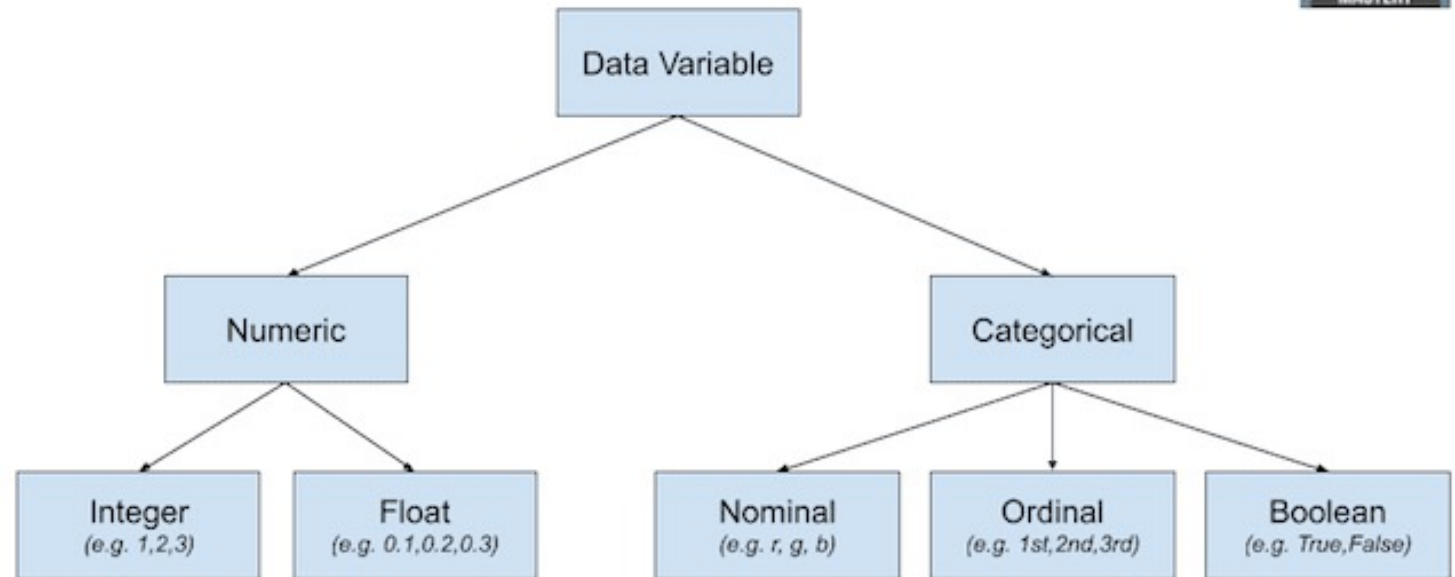 MASTERY
Data Variable
Numeric
Categorical
Integer
(e.g. 1,2,3)
Float
(e.g. 0.1,0.2,0.3)
Nominal
(e.g. r, g, b)
Ordinal
(e.g. 1st,2nd,3rd)
Boolean
(e.g. True,False)